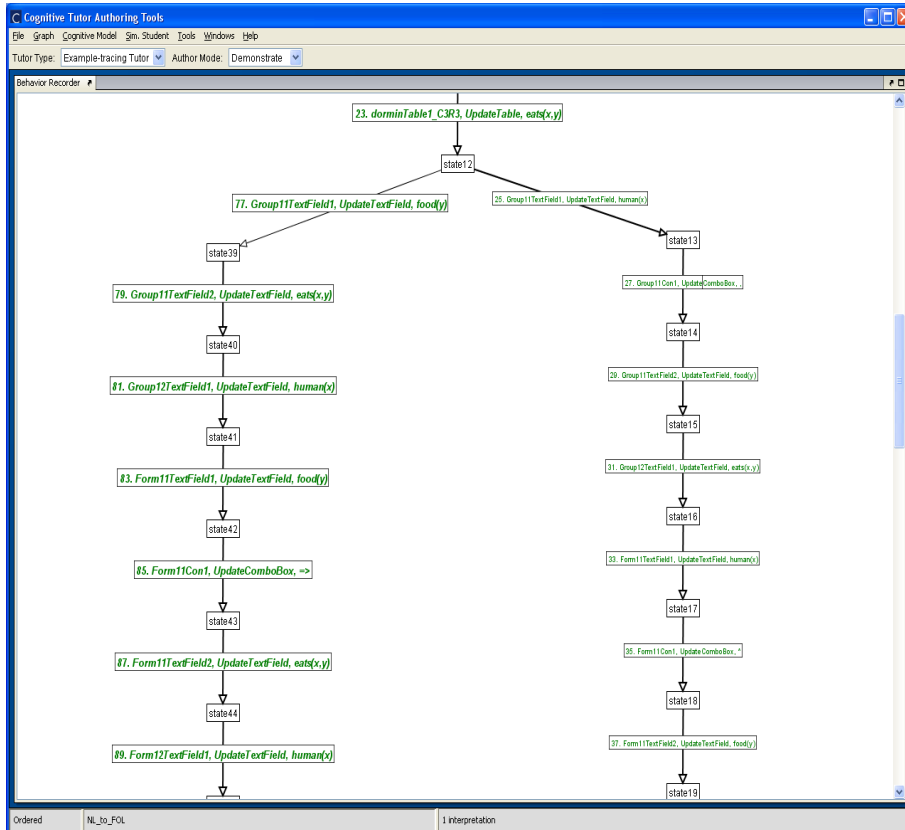 Cognitive Tutor Authoring Tools
File Graph Cognitive Model Sim. Student Tools Windows Help
Tutor Type: Example-tracing Tutor Author Mode: Demonstrate
Behavior Recorder
23. dorminTable1_C3R3, UpdateTable, eats(x,y)
state12
77. Group11TextField1, UpdateTextField, food(y)
25. Group11TextField1, UpdateTextField, human(x)
state39
state13
79. Group11TextField2, UpdateTextField, eats(x,y)
27. Group11Con1, UpdateComboBox, ,
state40
state14
81. Group12TextField1, UpdateTextField, human(x)
29. Group11TextField2, UpdateTextField, food(y)
state41
state15
83. Form11TextField1, UpdateTextField, food(y)
31. Group12TextField1, UpdateTextField, eats(x,y)
state42
state16
85. Form11Con1, UpdateComboBox, =>
33. Form11TextField1, UpdateTextField, human(x)
state43
state17
87. Form11TextField2, UpdateTextField, eats(x,y)
35. Form11Con1, UpdateComboBox, ^
state44
state18
89. Form12TextField1, UpdateTextField, human(x)
37. Form11TextField2, UpdateTextField, food(y)
state19
Ordered NL_to_FOL 1 interpretation